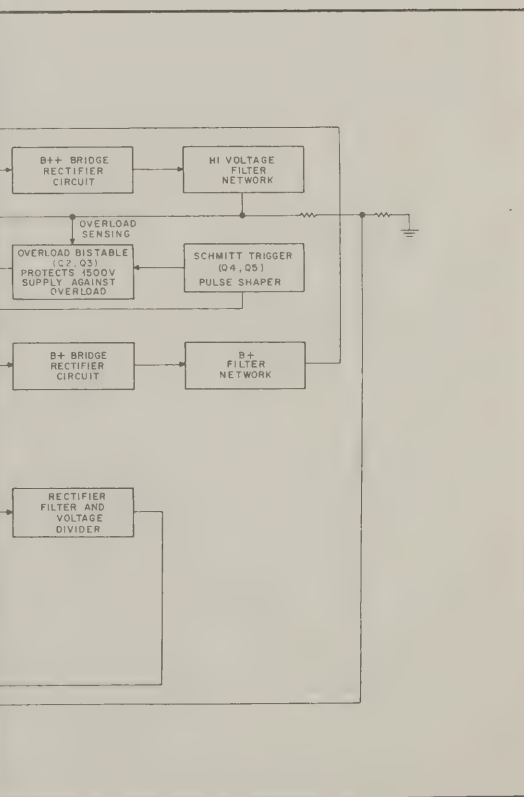 B++ BRIDGE
RECTIFIER
CIRCUIT
HI VOLTAGE
FILTER
NETWORK
OVERLOAD
SENSING
OVERLOAD BISTABLE
(Q2, Q3)
PROTECTS 1500V
SUPPLY AGAINST
OVERLOAD
SCHMITT TRIGGER
(Q4, Q5)
PULSE SHAPER
B+ BRIDGE
RECTIFIER
CIRCUIT
B+
FILTER
NETWORK
RECTIFIER
FILTER AND
VOLTAGE
DIVIDER